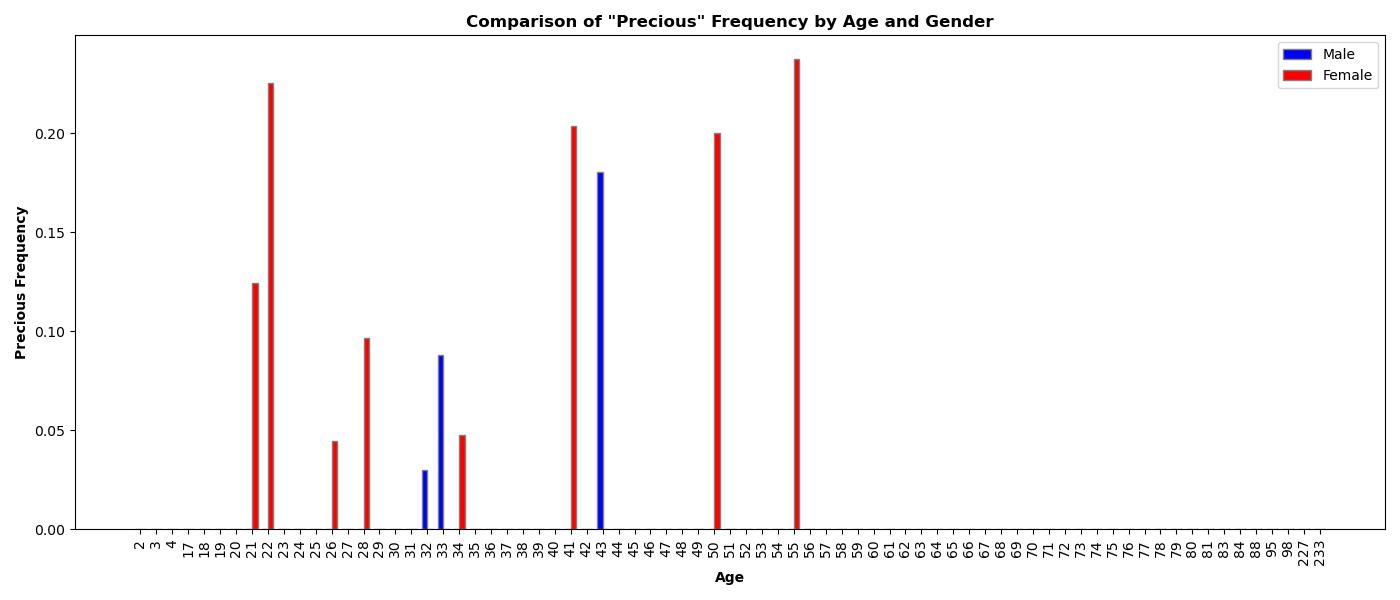 Comparison of "Precious" Frequency by Age and Gender
Male
Female
Precious Frequency
0.20
0.15
0.10
0.05
0.00
2 3 4 17 18 19 20 21 22 23 24 25 26 27 28 29 30 31 32 33 34 35 36 37 38 39 40 41 42 43 44 45 46 47 48 49 50 51 52 53 54 55 56 57 58 59 60 61 62 63 64 65 66 67 68 69 70 71 72 73 74 75 76 77 78 79 80 81 83 84 88 95 98 227 233
Age